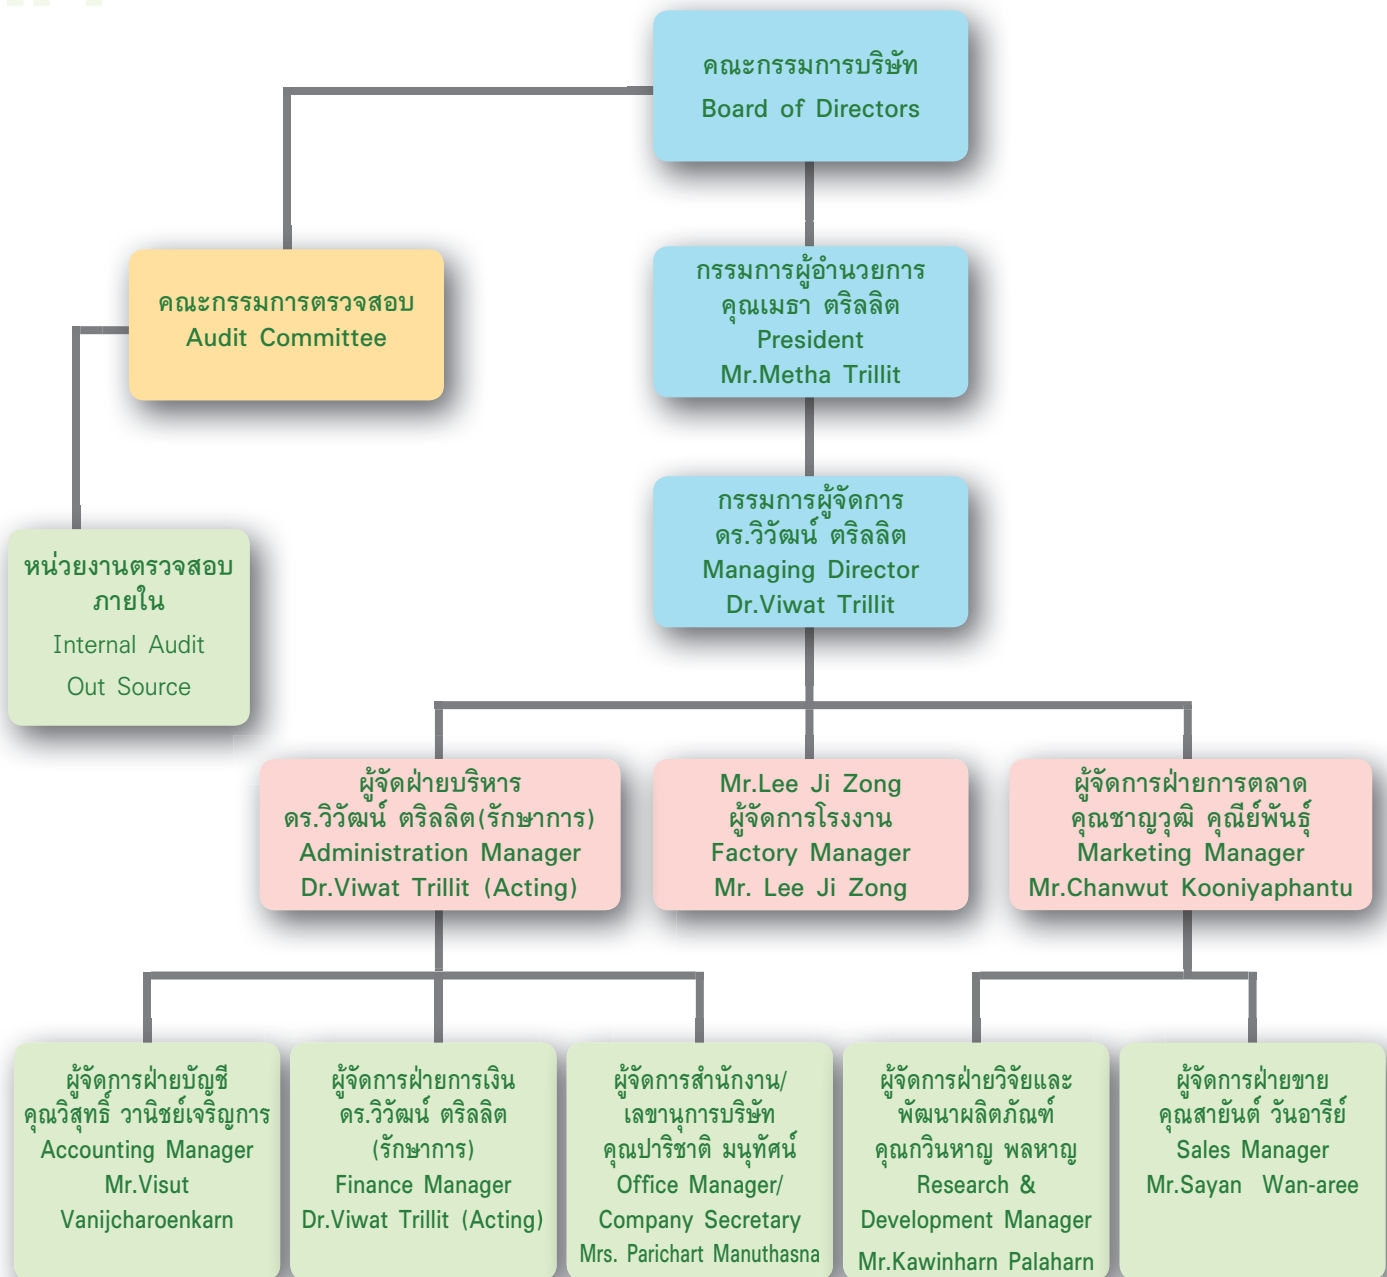 คณะกรรมการบริษัท
Board of Directors
คณะกรรมการตรวจสอบ
Audit Committee
กรรมการผู้อำนวยการ
คุณเมธา ตริลลิต
President
Mr.Metha Trillit
กรรมการผู้จัดการ
ดร.วิวัฒน์ ตริลลิต
Managing Director
Dr.Viwat Trillit
หน่วยงานตรวจสอบ
ภายใน
Internal Audit
Out Source
ผู้จัดฝ่ายบริหาร
ดร.วิวัฒน์ ตริลลิต(รักษาการ)
Administration Manager
Dr.Viwat Trillit (Acting)
Mr.Lee Ji Zong
ผู้จัดการโรงงาน
Factory Manager
Mr. Lee Ji Zong
ผู้จัดการฝ่ายการตลาด
คุณชาญวุฒิ คุณีย์พันธุ์
Marketing Manager
Mr.Chanwut Kooniyaphantu
ผู้จัดการฝ่ายบัญชี
คุณวิสุทธิ์ วานิชย์เจริญการ
Accounting Manager
Mr.Visut
Vanijcharoenkarn
ผู้จัดการฝ่ายการเงิน
ดร.วิวัฒน์ ตริลลิต
(รักษาการ)
Finance Manager
Dr.Viwat Trillit (Acting)
ผู้จัดการสำนักงาน/
เลขานุการบริษัท
คุณปาริชาติ มนุทัศน์
Office Manager/
Company Secretary
Mrs. Parichart Manuthasna
ผู้จัดการฝ่ายวิจัยและ
พัฒนาผลิตภัณฑ์
คุณกวินหาญ พลหาญ
Research &
Development Manager
Mr.Kawinharn Palaharn
ผู้จัดการฝ่ายขาย
คุณสายันต์ วันอารีย์
Sales Manager
Mr.Sayan Wan-aree